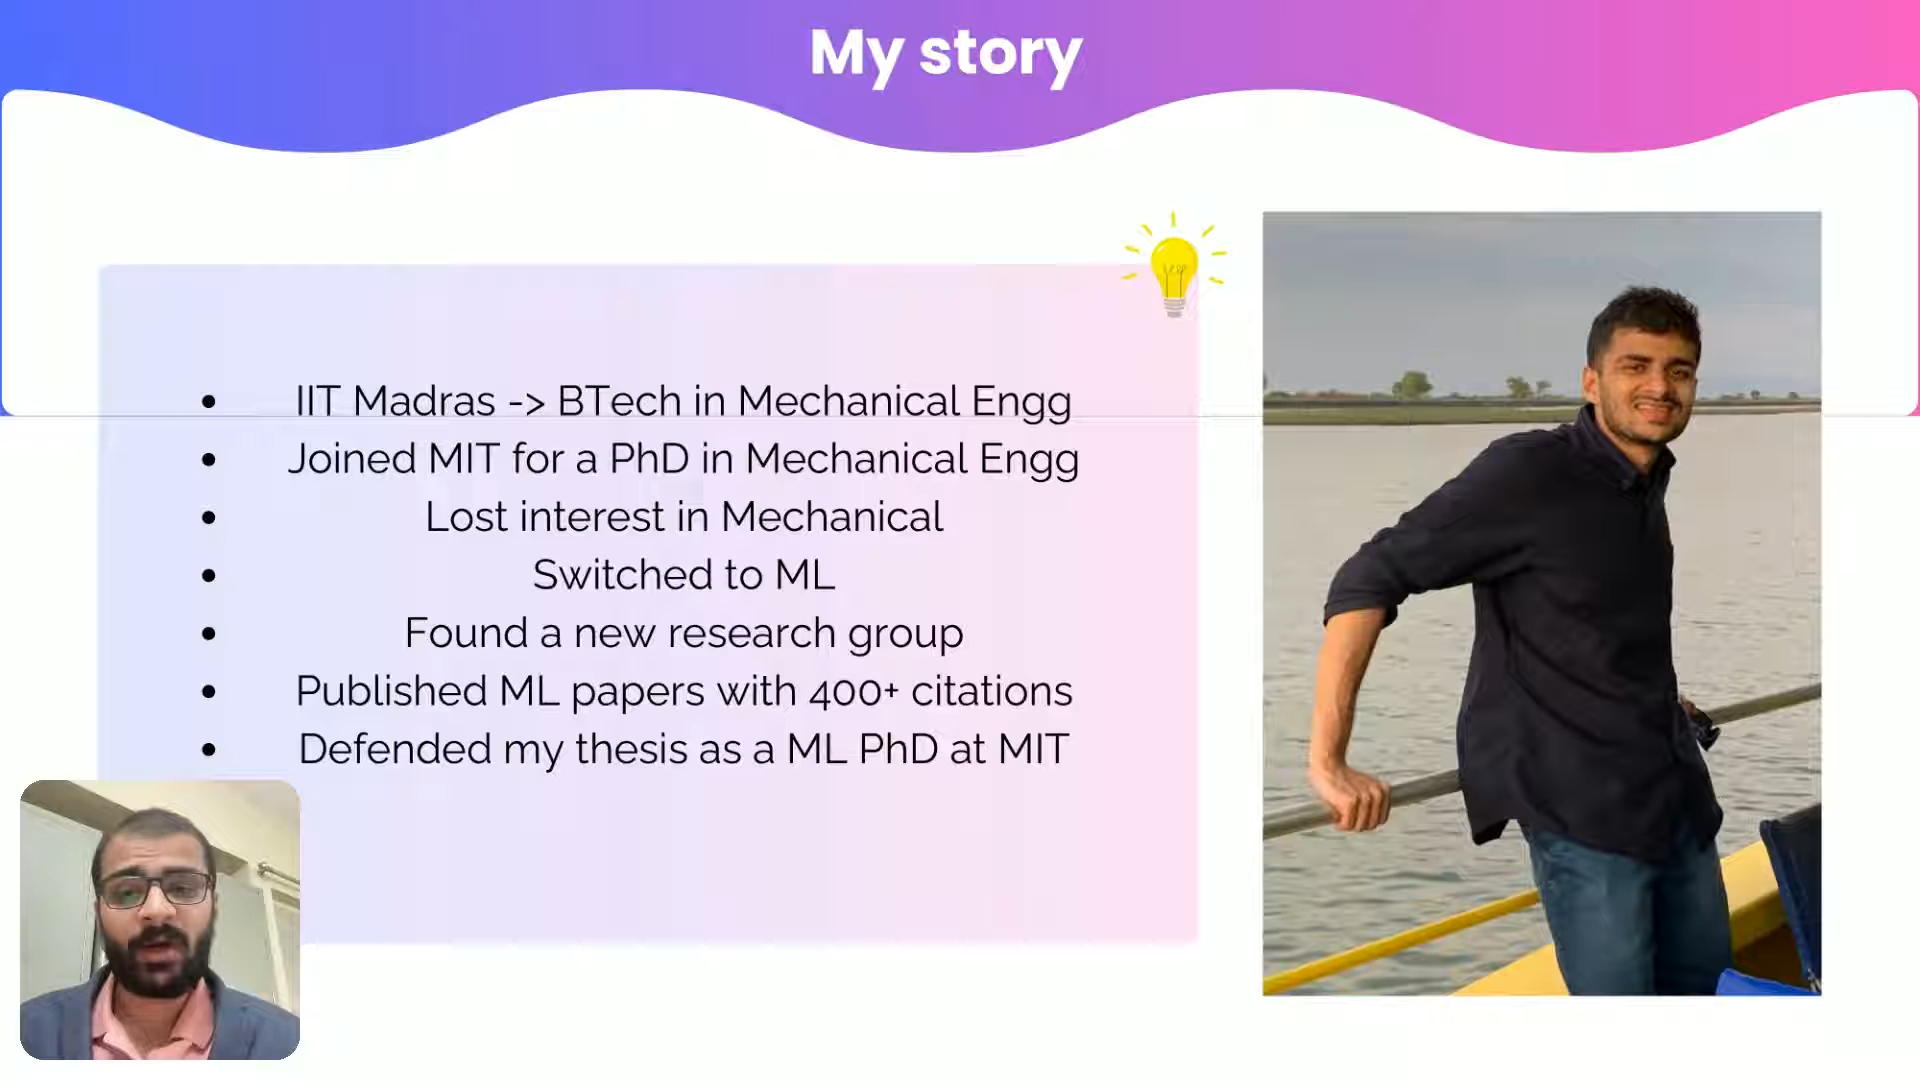 My story
• IIT Madras -> BTech in Mechanical Engg
• Joined MIT for a PhD in Mechanical Engg
• Lost interest in Mechanical
• Switched to ML
• Found a new research group
• Published ML papers with 400+ citations
• Defended my thesis as a ML PhD at MIT